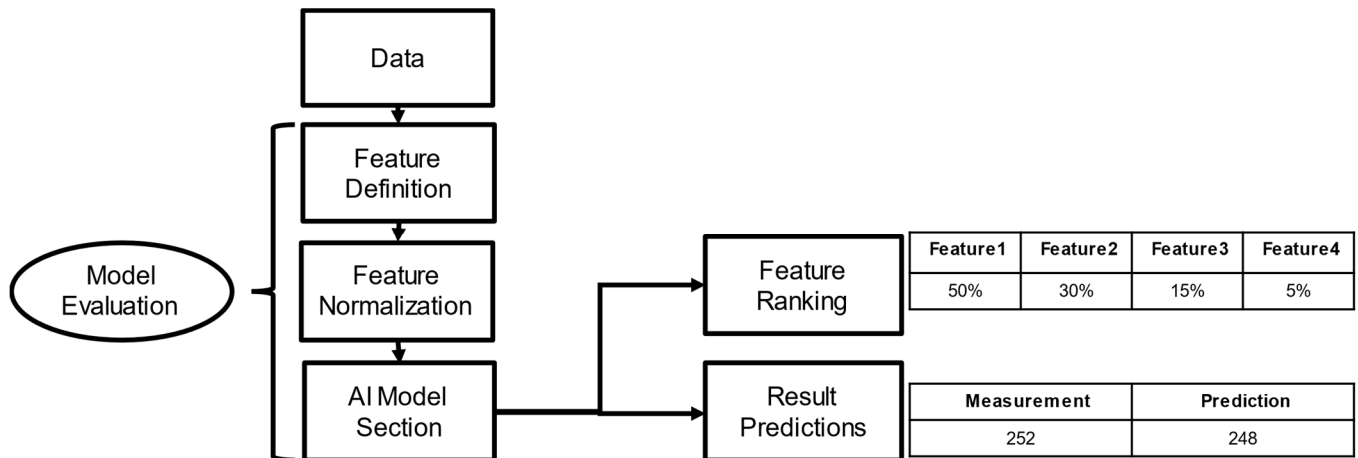 Data
Feature
Definition
Model
Evaluation
Feature
Normalization
AI Model
Section
Feature
Ranking
Feature1 Feature2 Feature3 Feature4
50% 30% 15% 5%
Result
Predictions
Measurement Prediction
252 248